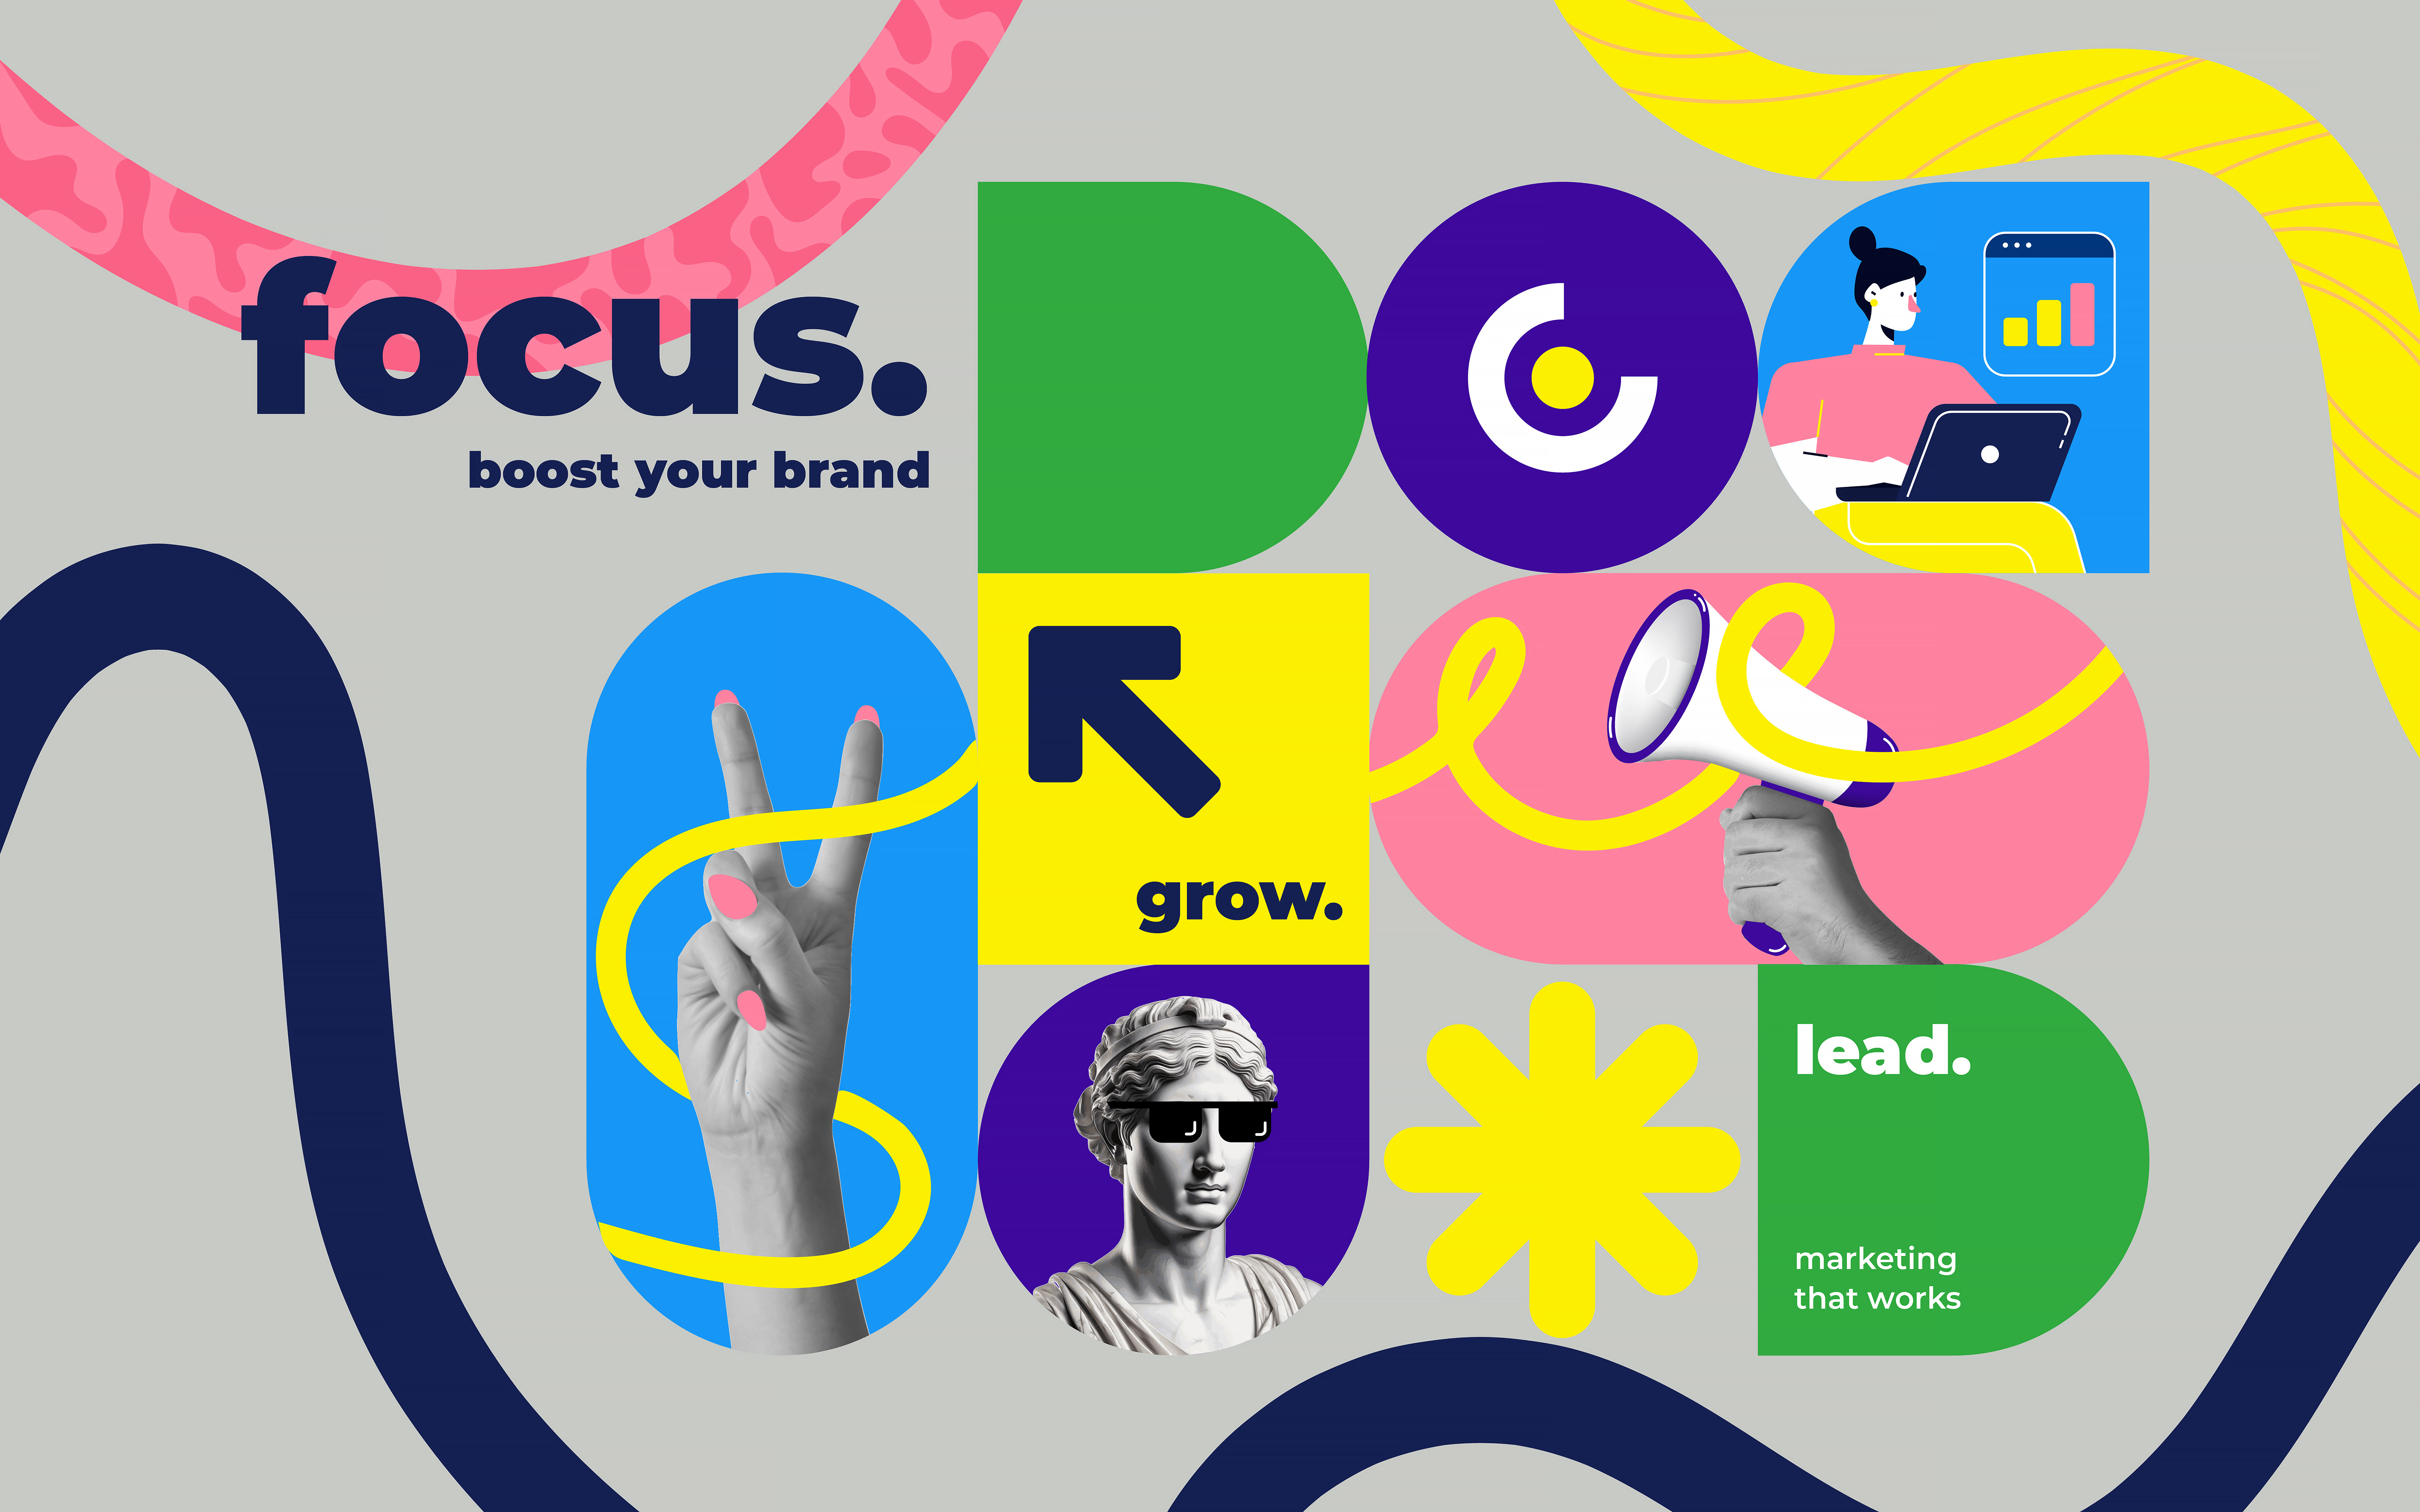 focus.
boost your brand
grow.
lead.
marketing
that works